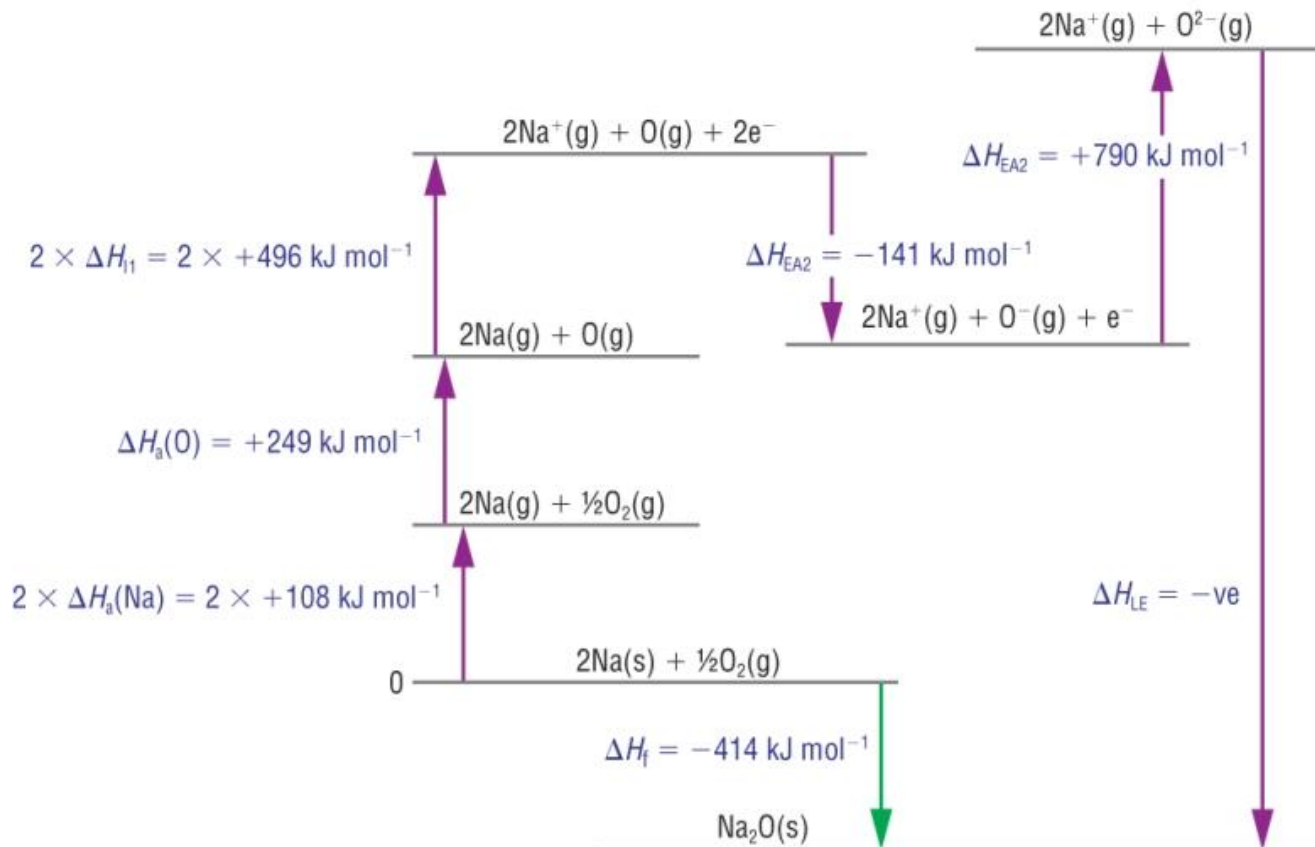 2Na⁺(g) + O²⁻(g)
2Na⁺(g) + O(g) + 2e⁻
ΔH_EA2 = +790 kJ mol⁻¹
2 × ΔH_I1 = 2 × +496 kJ mol⁻¹
ΔH_EA2 = −141 kJ mol⁻¹
2Na⁺(g) + O⁻(g) + e⁻
2Na(g) + O(g)
ΔH_a(O) = +249 kJ mol⁻¹
2Na(g) + ½O₂(g)
2 × ΔH_a(Na) = 2 × +108 kJ mol⁻¹
ΔH_LE = −ve
2Na(s) + ½O₂(g)
0
ΔH_f = −414 kJ mol⁻¹
Na₂O(s)